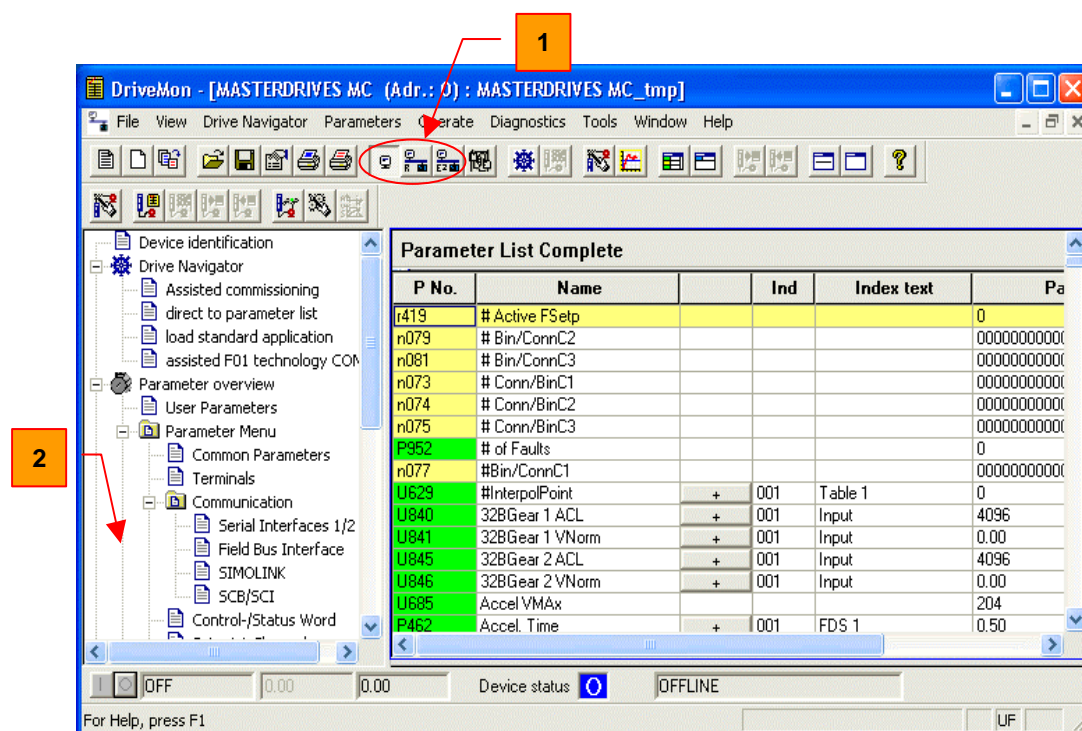 1
DriveMon - [MASTERDRIVES MC (Adr.: 0) : MASTERDRIVES MC_tmp]
File View Drive Navigator Parameters Operate Diagnostics Tools Window Help
Device identification
Drive Navigator
Assisted commissioning
direct to parameter list
load standard application
assisted F01 technology COM
Parameter overview
User Parameters
Parameter Menu
Common Parameters
Terminals
Communication
Serial Interfaces 1/2
Field Bus Interface
SIMOLINK
SCB/SCI
Control-/Status Word
2
Parameter List Complete
P No. Name Ind Index text Pa
r419 # Active FSetp 0
n079 # Bin/ConnC2 00000000000
n081 # Bin/ConnC3 00000000000
n073 # Conn/BinC1 00000000000
n074 # Conn/BinC2 00000000000
n075 # Conn/BinC3 00000000000
P952 # of Faults 0
n077 #Bin/ConnC1 00000000000
U629 #InterpolPoint + 001 Table 1 0
U840 32BGear 1 ACL + 001 Input 4096
U841 32BGear 1 VNorm + 001 Input 0.00
U845 32BGear 2 ACL + 001 Input 4096
U846 32BGear 2 VNorm + 001 Input 0.00
U685 Accel VMAx 204
P462 Accel. Time + 001 FDS 1 0.50
OFF 0.00 0.00 Device status OFFLINE
For Help, press F1 UF